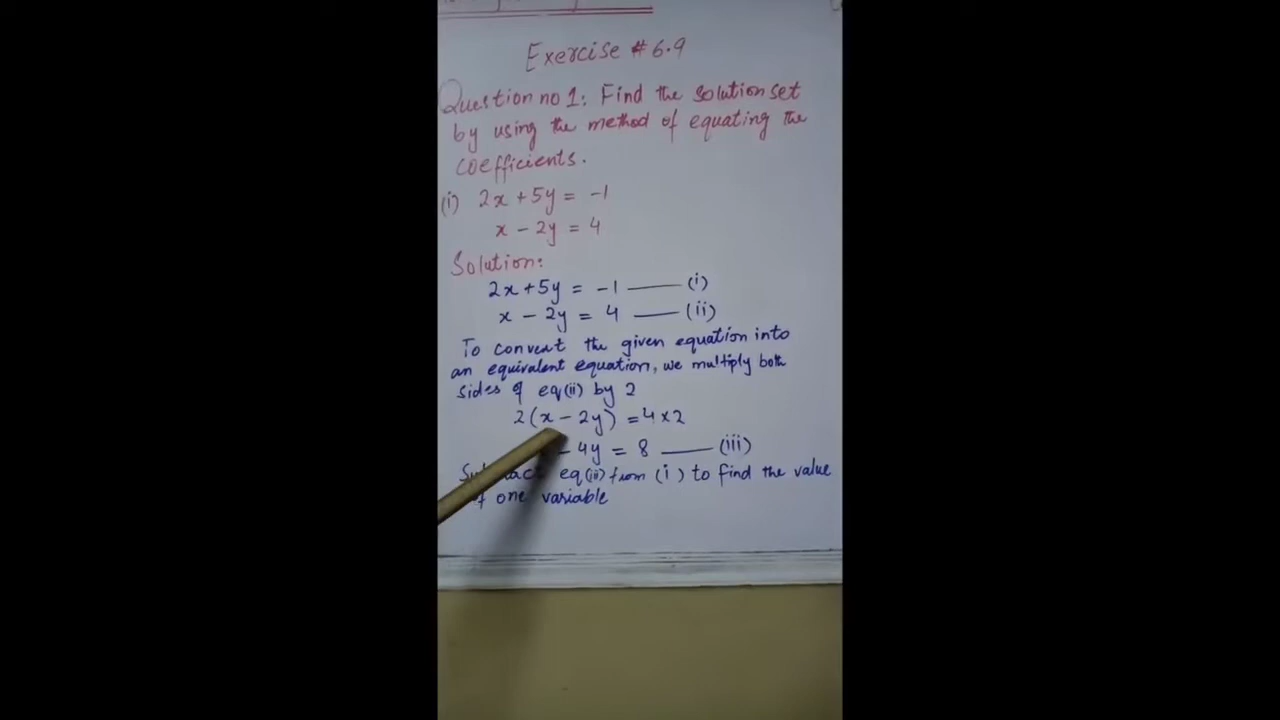 Exercise # 6.9
Question no 1: Find the solution set
by using the method of equating the
coefficients.
(i) 2x + 5y = -1
x - 2y = 4
Solution:
2x + 5y = -1 —— (i)
x - 2y = 4 —— (ii)
To convert the given equation into
an equivalent equation, we multiply both
sides of eq(ii) by 2
2(x - 2y) = 4 x 2
- 4y = 8 —— (iii)
eq(iii) from (i) to find the value
of one variable